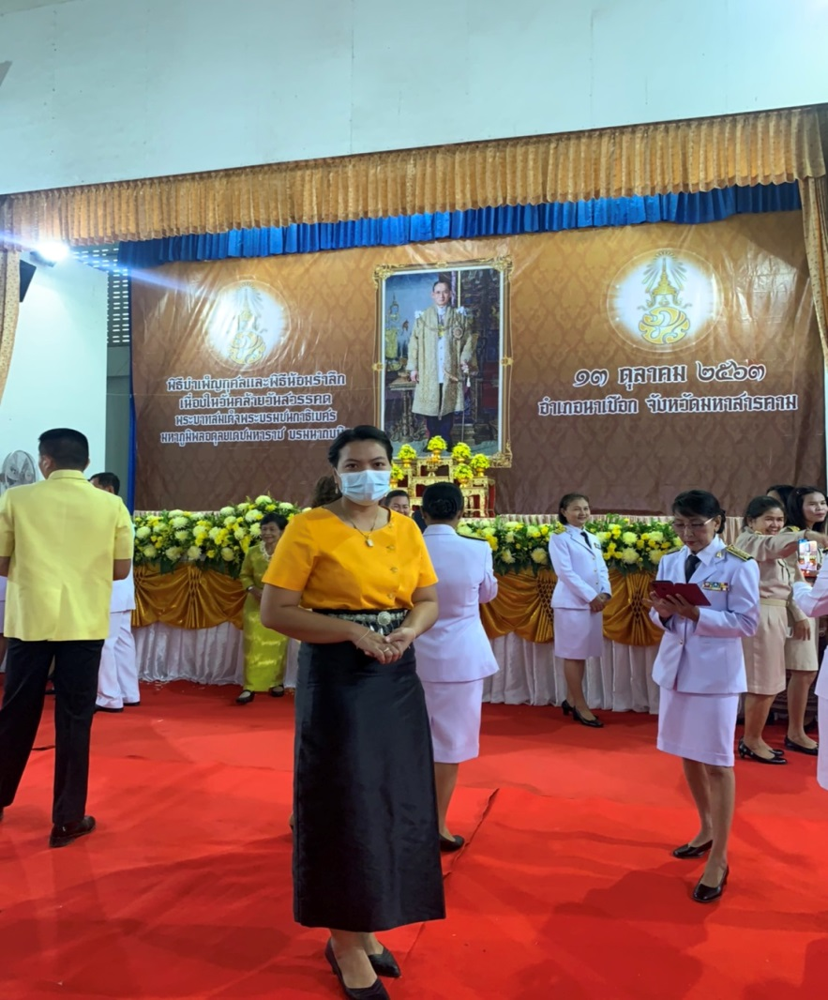 พิธีบำเพ็ญกุศลและพิธีน้อมรำลึก
เนื่องในวันคล้ายวันสวรรคต
พระบาทสมเด็จพระบรมชนกาธิเบศร
มหาภูมิพลอดุลยเดชมหาราช บรมนาถบพิตร
๑๓ ตุลาคม ๒๕๖๓
อำเภอนาเชือก จังหวัดมหาสารคาม